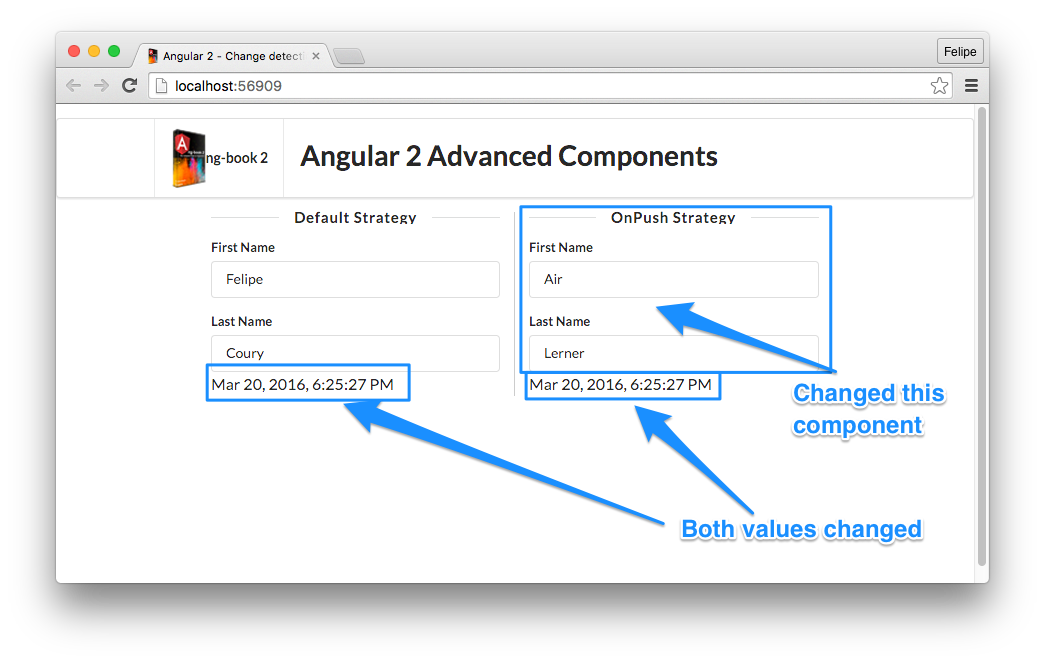 Angular 2 - Change detecti
Felipe
localhost:56909
ng-book 2
Angular 2 Advanced Components
Default Strategy
First Name
Felipe
Last Name
Coury
Mar 20, 2016, 6:25:27 PM
OnPush Strategy
First Name
Air
Last Name
Lerner
Mar 20, 2016, 6:25:27 PM
Changed this
component
Both values changed